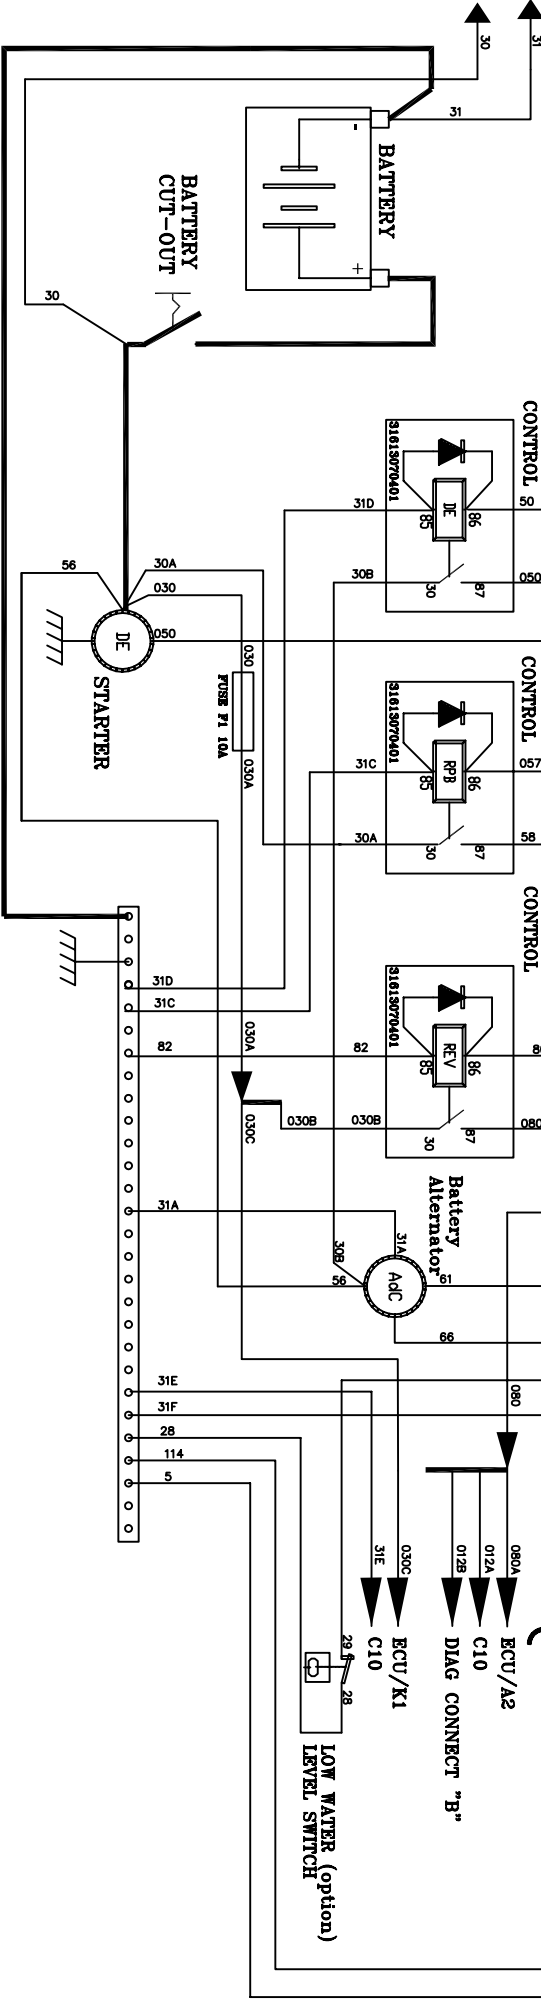 30
31
31
-
+
BATTERY
BATTERY
CUT-OUT
30
CONTROL
31613070401
DE
85
86
50
31D
30B
30
87
050
56
30A
030
050
DE
STARTER
030
FUSE F1 10A
030A
CONTROL
31613070401
RPB
85
86
057
31C
30A
30
87
58
CONTROL
31613070401
REV
85
86
82
82
030B
030B
30
87
080
31D
31C
030A
030C
Battery
Alternator
31A
31A
30B
56
AdC
61
66
080
31E
31F
28
114
5
080A
012A
012B
030C
31E
ECU/A2
C10
DIAG CONNECT "B"
ECU/K1
C10
29
28
LOW WATER (option)
LEVEL SWITCH